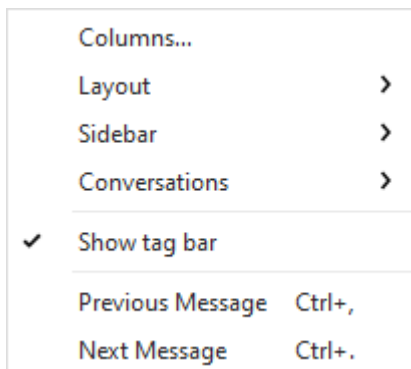 Columns...
Layout
Sidebar
Conversations
Show tag bar
Previous Message Ctrl+,
Next Message Ctrl+.